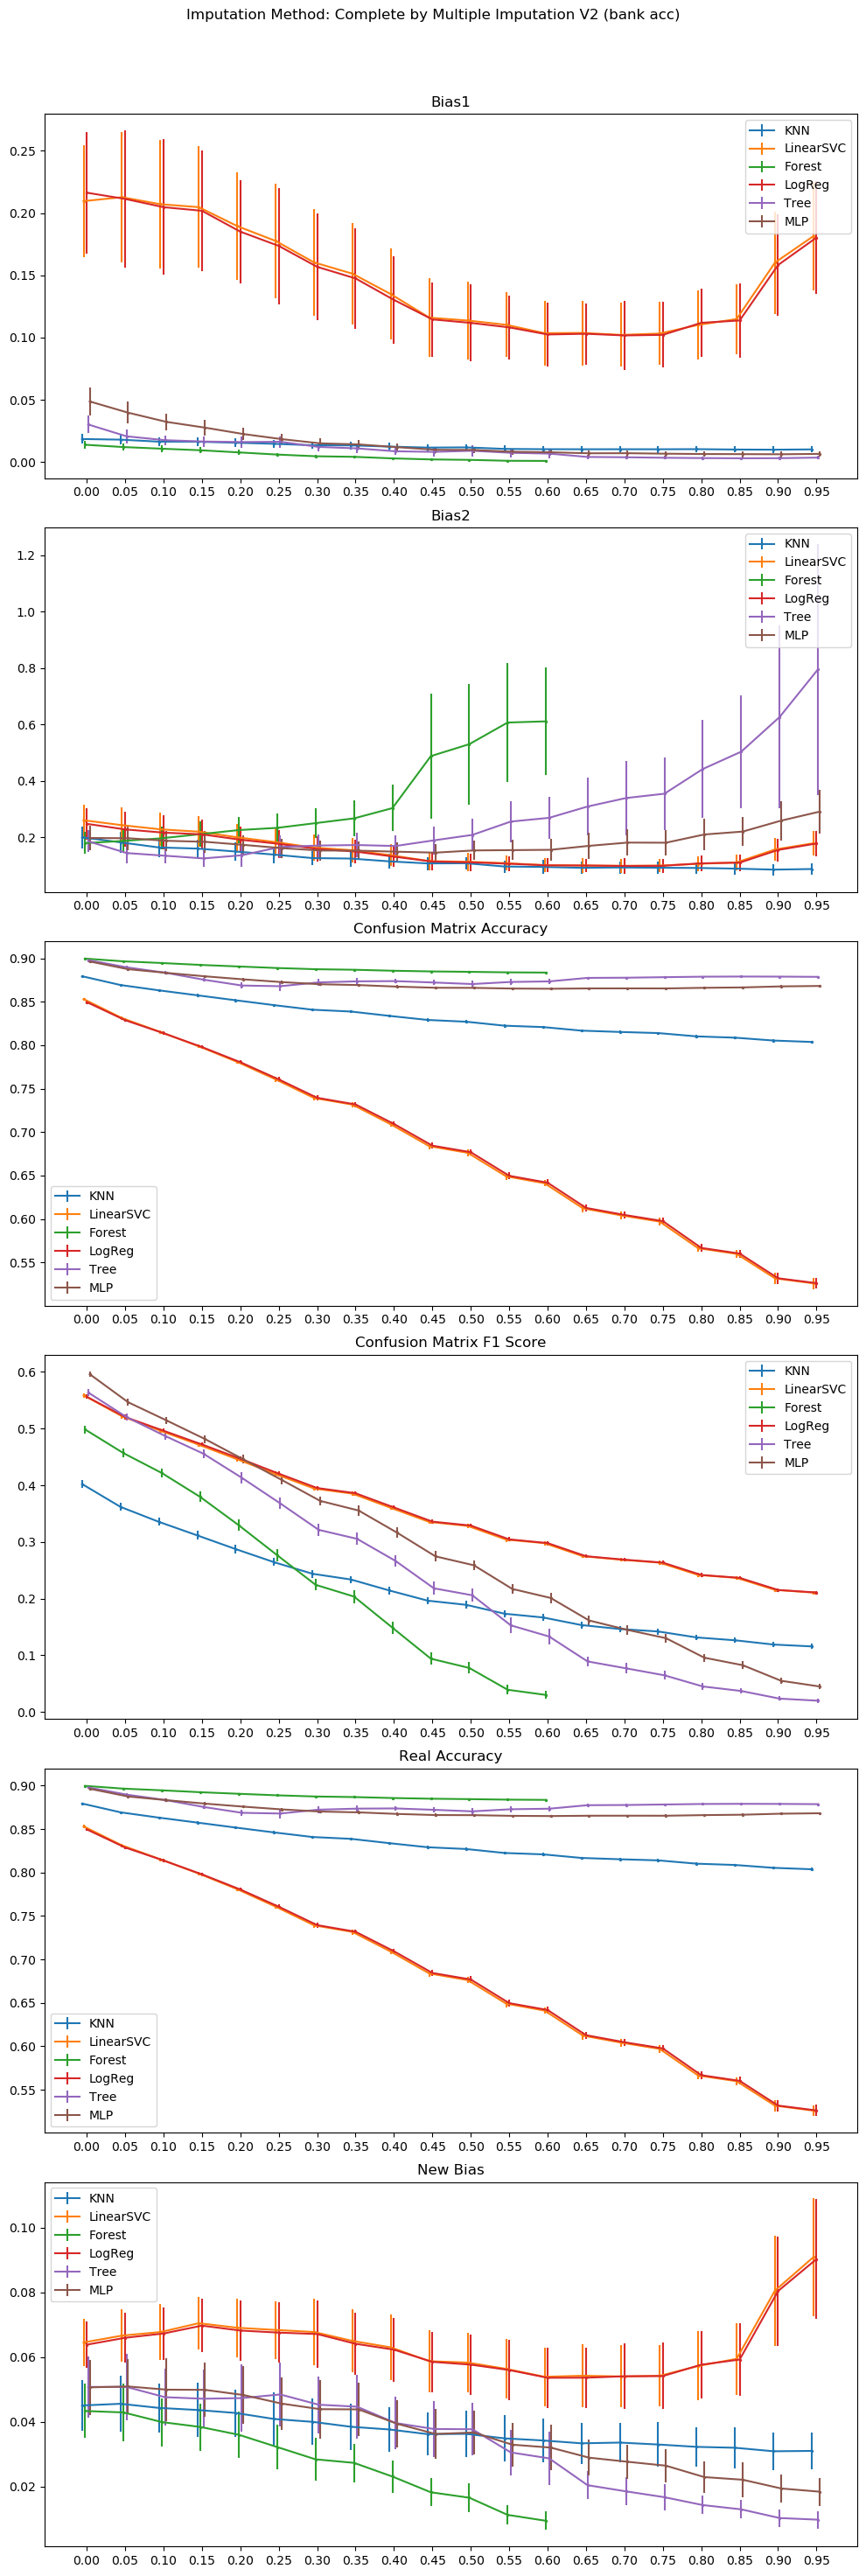 Imputation Method: Complete by Multiple Imputation V2 (bank acc)
Bias1
0.25
0.20
0.15
0.10
0.05
0.00
KNN
LinearSVC
Forest
LogReg
Tree
MLP
0.00 0.05 0.10 0.15 0.20 0.25 0.30 0.35 0.40 0.45 0.50 0.55 0.60 0.65 0.70 0.75 0.80 0.85 0.90 0.95
Bias2
1.2
1.0
0.8
0.6
0.4
0.2
KNN
LinearSVC
Forest
LogReg
Tree
MLP
0.00 0.05 0.10 0.15 0.20 0.25 0.30 0.35 0.40 0.45 0.50 0.55 0.60 0.65 0.70 0.75 0.80 0.85 0.90 0.95
Confusion Matrix Accuracy
0.90
0.85
0.80
0.75
0.70
0.65
0.60
0.55
KNN
LinearSVC
Forest
LogReg
Tree
MLP
0.00 0.05 0.10 0.15 0.20 0.25 0.30 0.35 0.40 0.45 0.50 0.55 0.60 0.65 0.70 0.75 0.80 0.85 0.90 0.95
Confusion Matrix F1 Score
0.6
0.5
0.4
0.3
0.2
0.1
0.0
KNN
LinearSVC
Forest
LogReg
Tree
MLP
0.00 0.05 0.10 0.15 0.20 0.25 0.30 0.35 0.40 0.45 0.50 0.55 0.60 0.65 0.70 0.75 0.80 0.85 0.90 0.95
Real Accuracy
0.90
0.85
0.80
0.75
0.70
0.65
0.60
0.55
KNN
LinearSVC
Forest
LogReg
Tree
MLP
0.00 0.05 0.10 0.15 0.20 0.25 0.30 0.35 0.40 0.45 0.50 0.55 0.60 0.65 0.70 0.75 0.80 0.85 0.90 0.95
New Bias
0.10
0.08
0.06
0.04
0.02
KNN
LinearSVC
Forest
LogReg
Tree
MLP
0.00 0.05 0.10 0.15 0.20 0.25 0.30 0.35 0.40 0.45 0.50 0.55 0.60 0.65 0.70 0.75 0.80 0.85 0.90 0.95